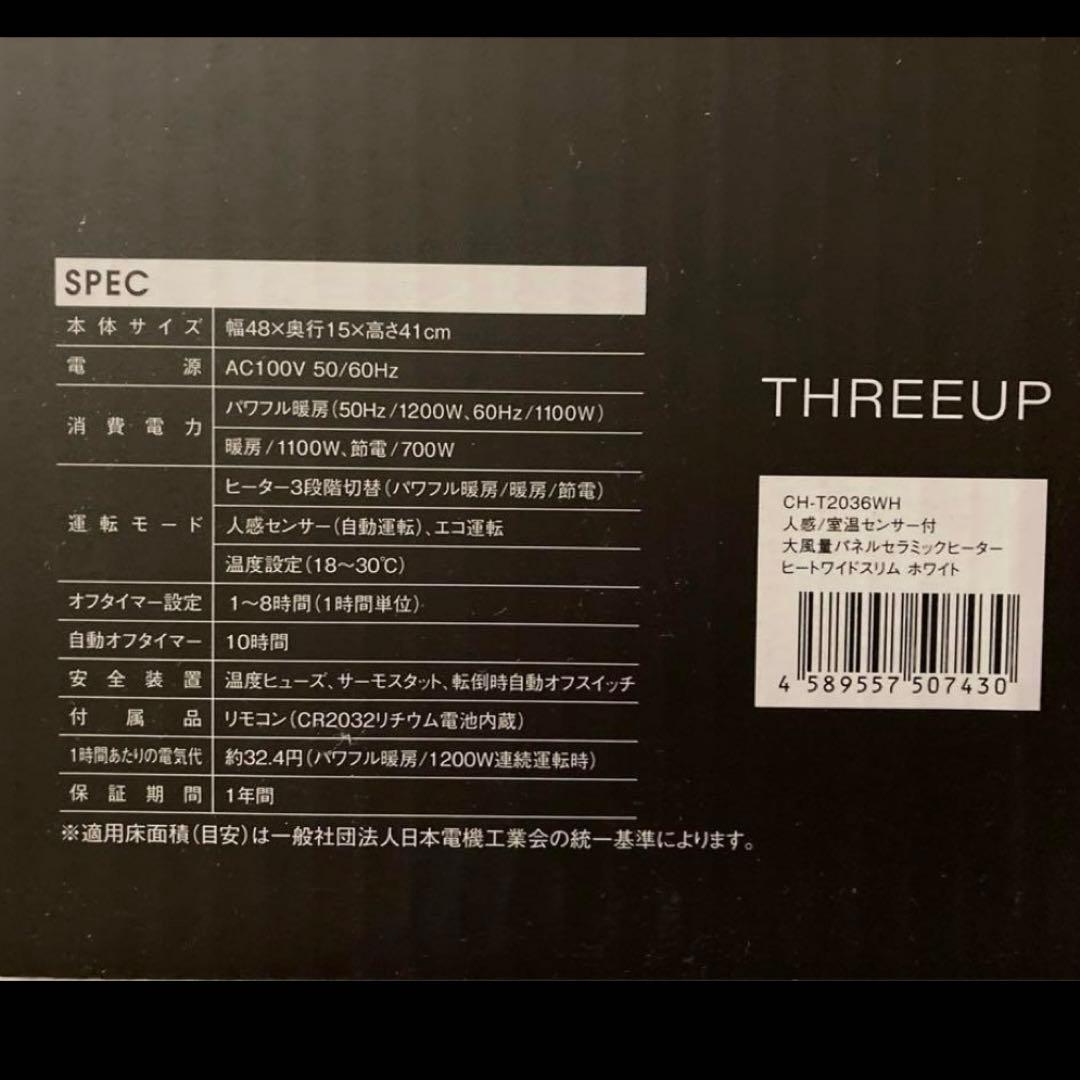 SPEC
本体サイズ 幅48×奥行15×高さ41cm
電源 AC100V 50/60Hz
消費電力 パワフル暖房(50Hz/1200W、60Hz/1100W)
暖房/1100W、節電/700W
運転モード ヒーター3段階切替(パワフル暖房/暖房/節電)
人感センサー(自動運転)、エコ運転
温度設定(18〜30℃)
オフタイマー設定 1〜8時間(1時間単位)
自動オフタイマー 10時間
安全装置 温度ヒューズ、サーモスタット、転倒時自動オフスイッチ
付属品 リモコン(CR2032リチウム電池内蔵)
1時間あたりの電気代 約32.4円(パワフル暖房/1200W連続運転時)
保証期間 1年間
※適用床面積(目安)は一般社団法人日本電機工業会の統一基準によります。
THREEUP
CH-T2036WH
人感/室温センサー付
大風量パネルセラミックヒーター
ヒートワイドスリム ホワイト
4 589557 507430